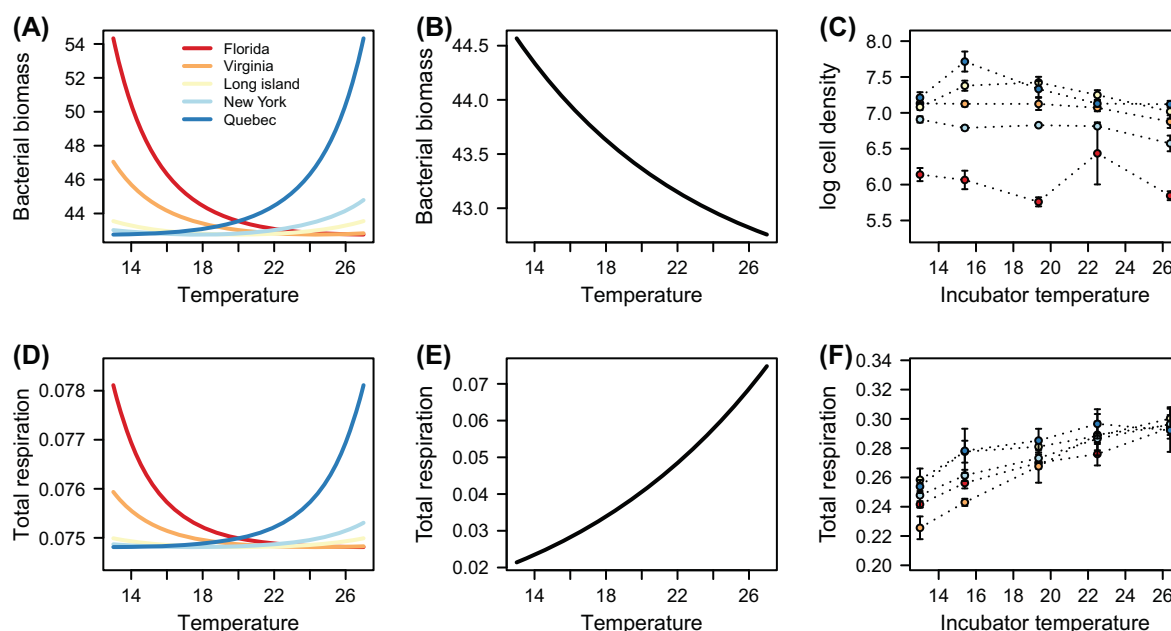 (A)
Bacterial biomass
54
52
50
48
46
44
Florida
Virginia
Long island
New York
Quebec
14 18 22 26
Temperature
(B)
Bacterial biomass
44.5
44.0
43.5
43.0
14 18 22 26
Temperature
(C)
log cell density
8.0
7.5
7.0
6.5
6.0
5.5
14 16 18 20 22 24 26
Incubator temperature
(D)
Total respiration
0.078
0.077
0.076
0.075
14 18 22 26
Temperature
(E)
Total respiration
0.07
0.06
0.05
0.04
0.03
0.02
14 18 22 26
Temperature
(F)
Total respiration
0.34
0.32
0.30
0.28
0.26
0.24
0.22
0.20
14 16 18 20 22 24 26
Incubator temperature